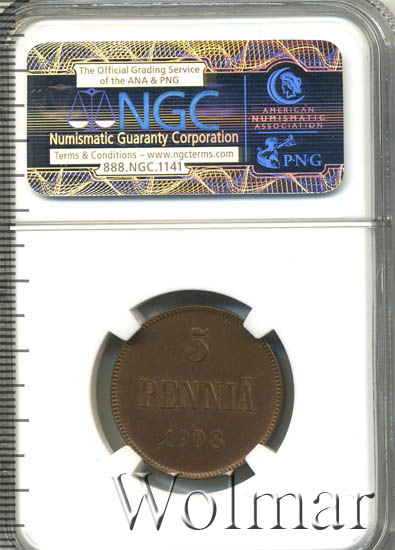 The Official Grading Service
of the ANA & PNG
NGC
Numismatic Guaranty Corporation
Terms & Conditions – www.ngcterms.com
888.NGC.1141
AMERICAN
NUMISMATIC
ASSOCIATION
PNG
5
PENNIÄ
1908
Wolmar